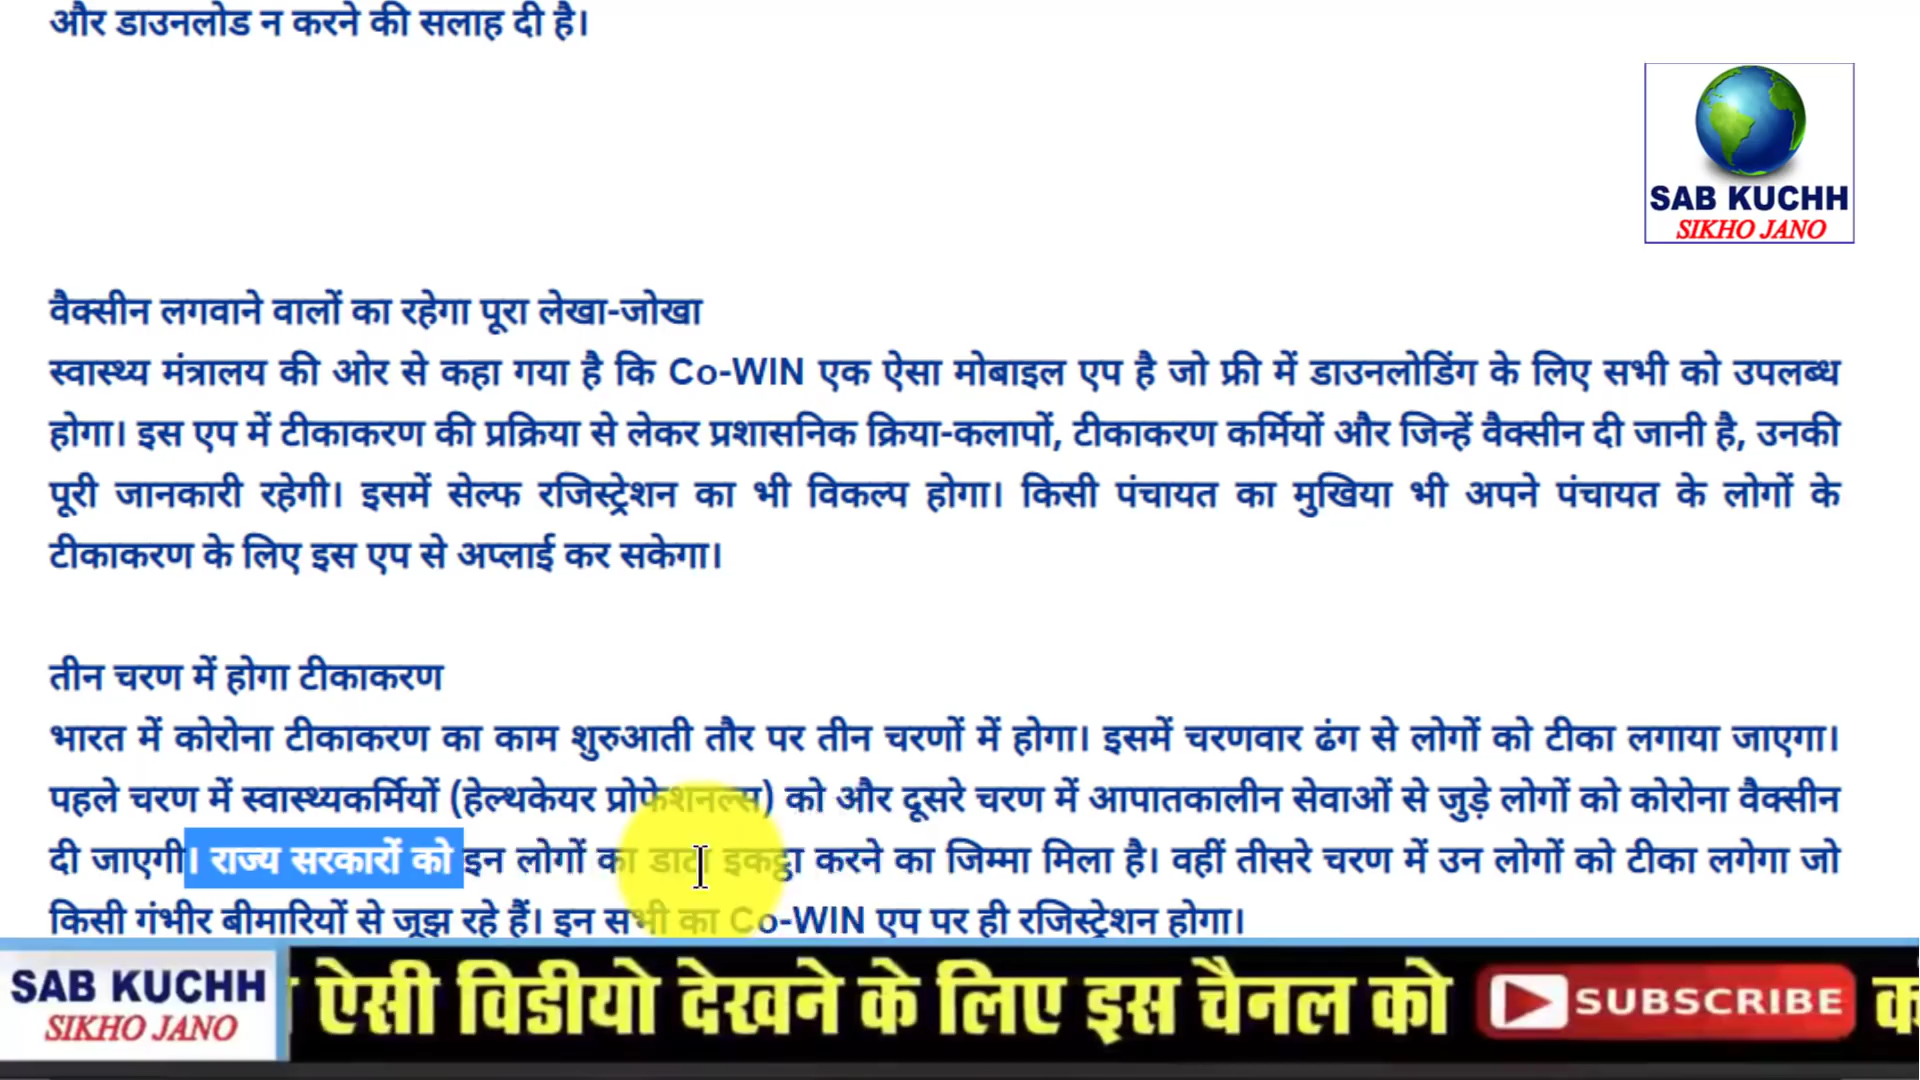 और डाउनलोड न करने की सलाह दी है।
SAB KUCHH
SIKHO JANO
वैक्सीन लगवाने वालों का रहेगा पूरा लेखा-जोखा
स्वास्थ्य मंत्रालय की ओर से कहा गया है कि Co-WIN एक ऐसा मोबाइल एप है जो फ्री में डाउनलोडिंग के लिए सभी को उपलब्ध
होगा। इस एप में टीकाकरण की प्रक्रिया से लेकर प्रशासनिक क्रिया-कलापों, टीकाकरण कर्मियों और जिन्हें वैक्सीन दी जानी है, उनकी
पूरी जानकारी रहेगी। इसमें सेल्फ रजिस्ट्रेशन का भी विकल्प होगा। किसी पंचायत का मुखिया भी अपने पंचायत के लोगों के
टीकाकरण के लिए इस एप से अप्लाई कर सकेगा।
तीन चरण में होगा टीकाकरण
भारत में कोरोना टीकाकरण का काम शुरुआती तौर पर तीन चरणों में होगा। इसमें चरणवार ढंग से लोगों को टीका लगाया जाएगा।
पहले चरण में स्वास्थ्यकर्मियों (हेल्थकेयर प्रोफेशनल्स) को और दूसरे चरण में आपातकालीन सेवाओं से जुड़े लोगों को कोरोना वैक्सीन
दी जाएगी। राज्य सरकारों को इन लोगों का डाटा इकट्ठा करने का जिम्मा मिला है। वहीं तीसरे चरण में उन लोगों को टीका लगेगा जो
किसी गंभीर बीमारियों से जूझ रहे हैं। इन सभी का Co-WIN एप पर ही रजिस्ट्रेशन होगा।
SAB KUCHH
SIKHO JANO
ऐसी विडीयो देखने के लिए इस चैनल को SUBSCRIBE